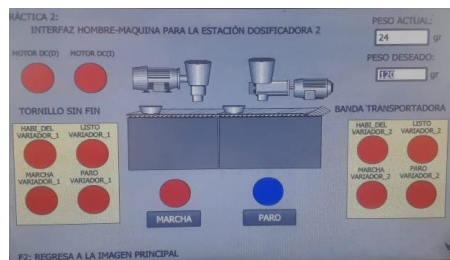 RÁCTICA 2:
INTERFAZ HOMBRE-MAQUINA PARA LA ESTACIÓN DOSIFICADORA 2
PESO ACTUAL:
24 gr
PESO DESEADO:
120 gr
MOTOR DC(D) MOTOR DC(I)
TORNILLO SIN FIN
HABI_DEL
VARIADOR_1
LISTO
VARIADOR_1
MARCHA
VARIADOR_1
PARO
VARIADOR_1
BANDA TRANSPORTADORA
HABI_DEL
VARIADOR_2
LISTO
VARIADOR_2
MARCHA
VARIADOR_2
PARO
VARIADOR_2
MARCHA
PARO
F2: REGRESA A LA IMAGEN PRINCIPAL